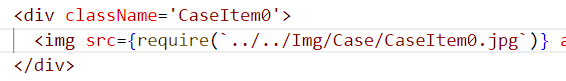 <div className='CaseItem0'>
<img src={require(`../../Img/Case/CaseItem0.jpg`)} a
</div>